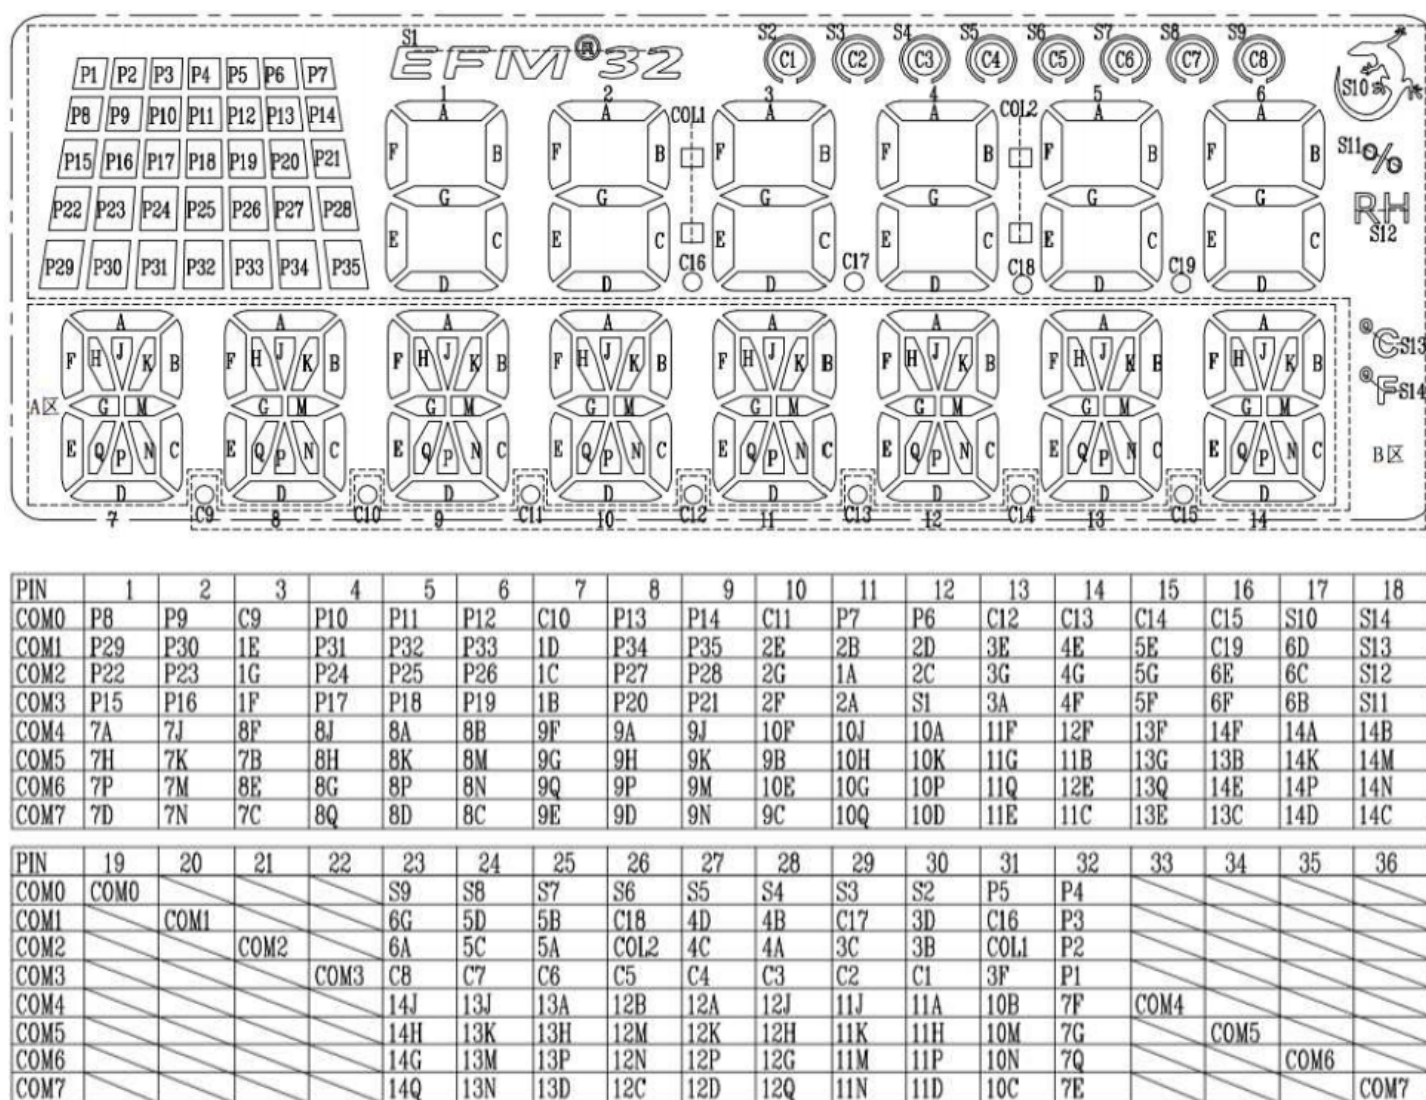 S1 EFM®32 S2 S3 S4 S5 S6 S7 S8 S9
C1 C2 C3 C4 C5 C6 C7 C8
P1 P2 P3 P4 P5 P6 P7
S10
1 2 3 4 5 6
P8 P9 P10 P11 P12 P13 P14
A A COL1 A A COL2 A A
P15 P16 P17 P18 P19 P20 P21
F B F B F B F B F B F B
S11 %
P22 P23 P24 P25 P26 P27 P28
G G G G G G
RH
S12
E C E C E C E C E C E C
P29 P30 P31 P32 P33 P34 P35
C16 C17 C18 C19
D D D D D D
A A A A A A A A
F H J K B F H J K B F H J K B F H J K B F H J K B F H J K B F H J K B F H J K B
°C S13
°F S14
A区 G M G M G M G M G M G M G M G M
E Q P N C E Q P N C E Q P N C E Q P N C E Q P N C E Q P N C E Q P N C E Q P N C
B区
D D D D D D D D
7 C9 8 C10 9 C11 10 C12 11 C13 12 C14 13 C15 14
PIN 1 2 3 4 5 6 7 8 9 10 11 12 13 14 15 16 17 18
COM0 P8 P9 C9 P10 P11 P12 C10 P13 P14 C11 P7 P6 C12 C13 C14 C15 S10 S14
COM1 P29 P30 1E P31 P32 P33 1D P34 P35 2E 2B 2D 3E 4E 5E C19 6D S13
COM2 P22 P23 1G P24 P25 P26 1C P27 P28 2G 1A 2C 3G 4G 5G 6E 6C S12
COM3 P15 P16 1F P17 P18 P19 1B P20 P21 2F 2A S1 3A 4F 5F 6F 6B S11
COM4 7A 7J 8F 8J 8A 8B 9F 9A 9J 10F 10J 10A 11F 12F 13F 14F 14A 14B
COM5 7H 7K 7B 8H 8K 8M 9G 9H 9K 9B 10H 10K 11G 11B 13G 13B 14K 14M
COM6 7P 7M 8E 8G 8P 8N 9Q 9P 9M 10E 10G 10P 11Q 12E 13Q 14E 14P 14N
COM7 7D 7N 7C 8Q 8D 8C 9E 9D 9N 9C 10Q 10D 11E 11C 13E 13C 14D 14C
PIN 19 20 21 22 23 24 25 26 27 28 29 30 31 32 33 34 35 36
COM0 COM0 S9 S8 S7 S6 S5 S4 S3 S2 P5 P4
COM1 COM1 6G 5D 5B C18 4D 4B C17 3D C16 P3
COM2 COM2 6A 5C 5A COL2 4C 4A 3C 3B COL1 P2
COM3 COM3 C8 C7 C6 C5 C4 C3 C2 C1 3F P1
COM4 14J 13J 13A 12B 12A 12J 11J 11A 10B 7F COM4
COM5 14H 13K 13H 12M 12K 12H 11K 11H 10M 7G COM5
COM6 14G 13M 13P 12N 12P 12G 11M 11P 10N 7Q COM6
COM7 14Q 13N 13D 12C 12D 12Q 11N 11D 10C 7E COM7